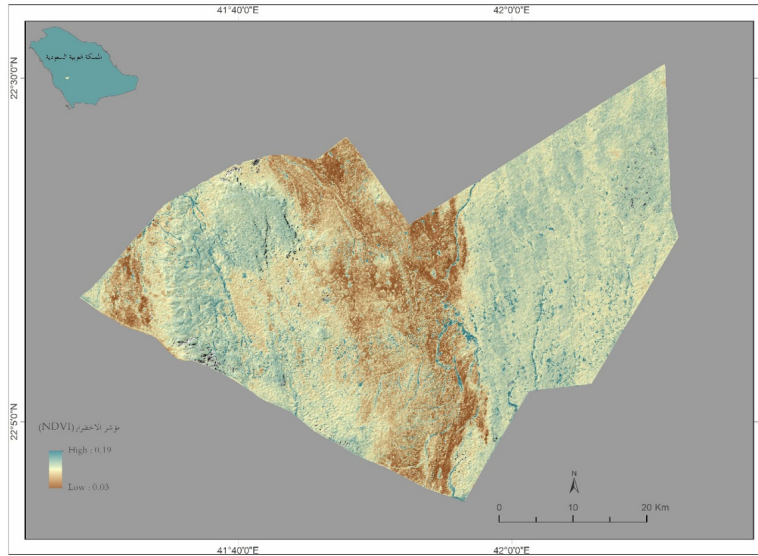 41°40'0"E
42°0'0"E
المملكة العربية السعودية
22°30'0"N
22°5'0"N
مؤشر الاخضرار (NDVI)
High : 0.19
Low : 0.03
N
0 10 20 Km
41°40'0"E
42°0'0"E